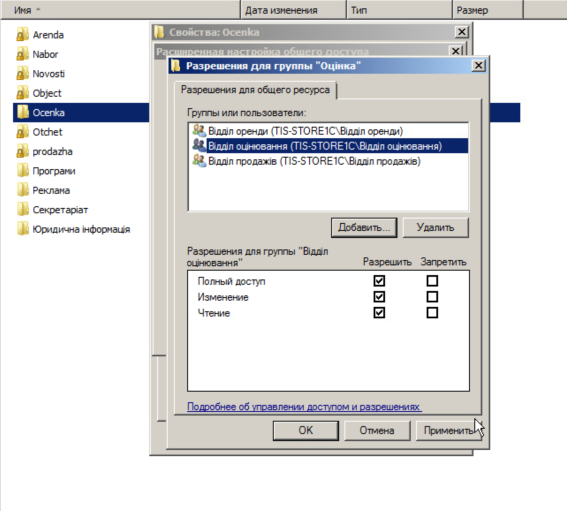 Имя Дата изменения Тип Размер
Arenda
Nabor
Novosti
Object
Ocenka
Otchet
prodazha
Програми
Реклама
Секретаріат
Юридична інформація
Свойства: Ocenka
Расширенная настройка общего доступа
Разрешения для группы "Оцінка"
Разрешения для общего ресурса
Группы или пользователи:
Відділ оренди (TIS-STORE1C\Відділ оренди)
Відділ оцінювання (TIS-STORE1C\Відділ оцінювання)
Відділ продажів (TIS-STORE1C\Відділ продажів)
Добавить... Удалить
Разрешения для группы "Відділ
оцінювання" Разрешить Запретить
Полный доступ
Изменение
Чтение
Подробнее об управлении доступом и разрешениях
ОК Отмена Применить